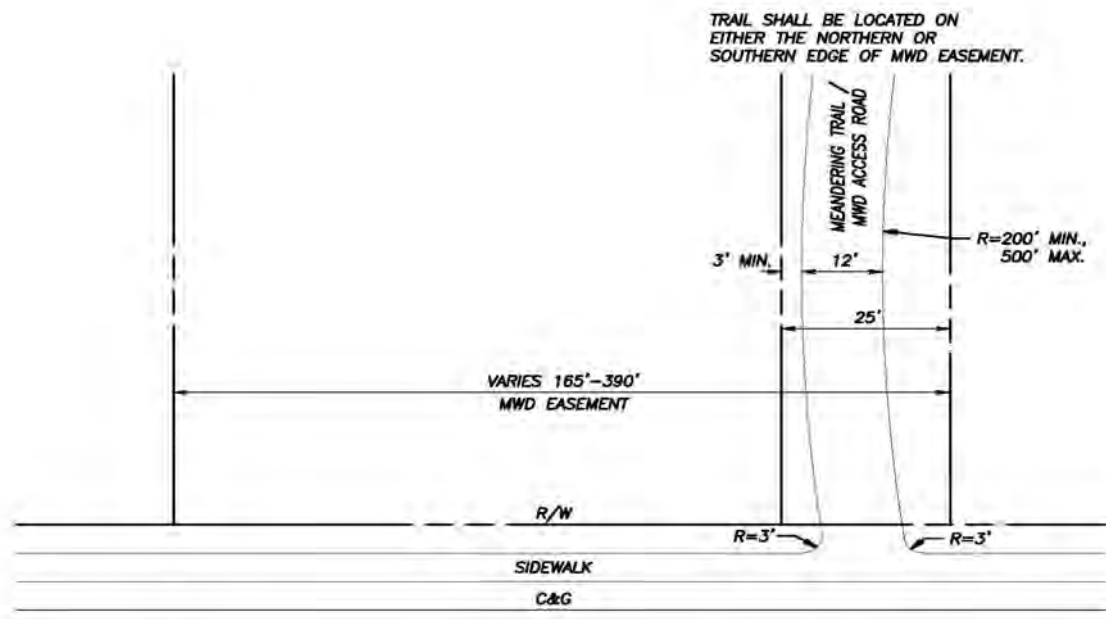 TRAIL SHALL BE LOCATED ON
EITHER THE NORTHERN OR
SOUTHERN EDGE OF MWD EASEMENT.
MEANDERING TRAIL /
MWD ACCESS ROAD
R=200' MIN.,
500' MAX.
3' MIN.
12'
25'
VARIES 165'-390'
MWD EASEMENT
R/W
R=3'
R=3'
SIDEWALK
C&G